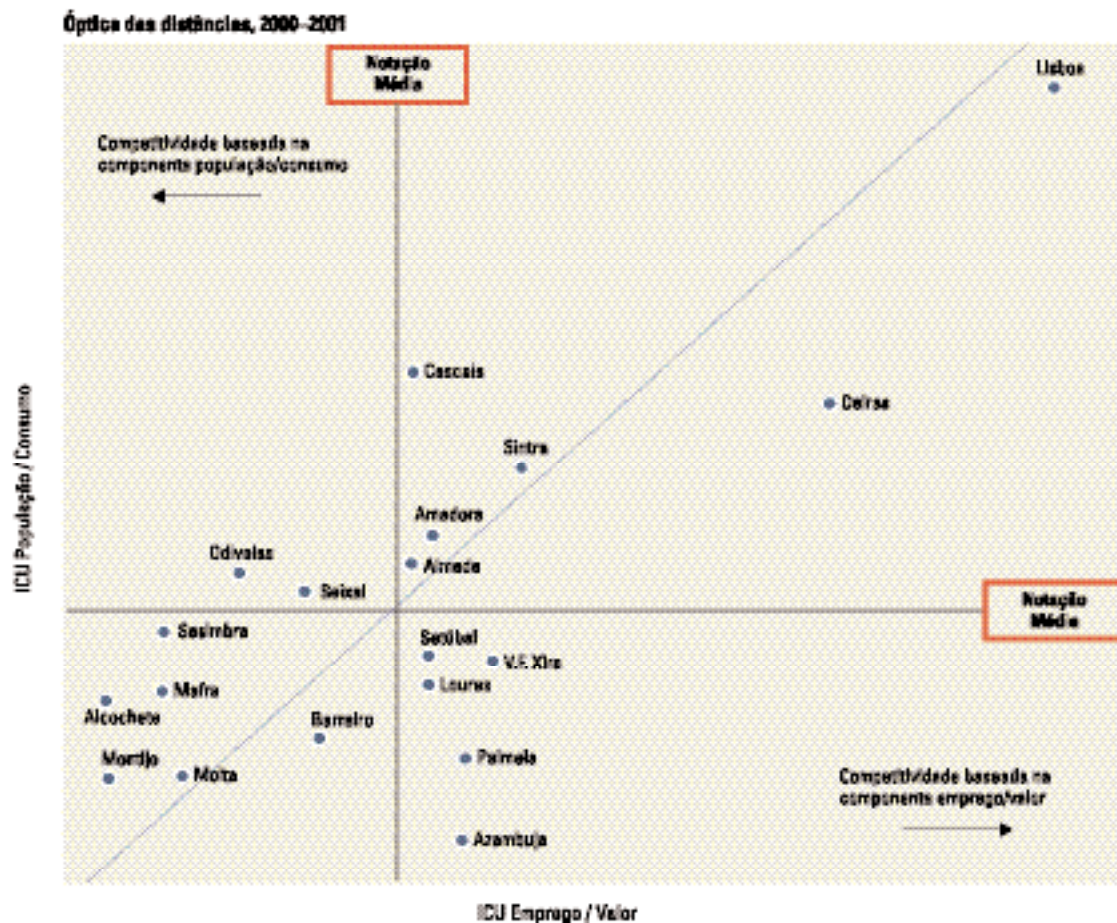 Óptica das distâncias, 2000–2001
Notação
Média
Lisboa
Competitividade baseada na
componente população/consumo
Cascais
Oeiras
Sintra
Amadora
Almada
Odivelas
Seixal
ICU População / Consumo
Notação
Média
Sesimbra
Setúbal
V.F. Xira
Loures
Mafra
Alcochete
Barreiro
Montijo
Moita
Palmela
Competitividade baseada na
componente emprego/valor
Azambuja
ICU Emprego / Valor